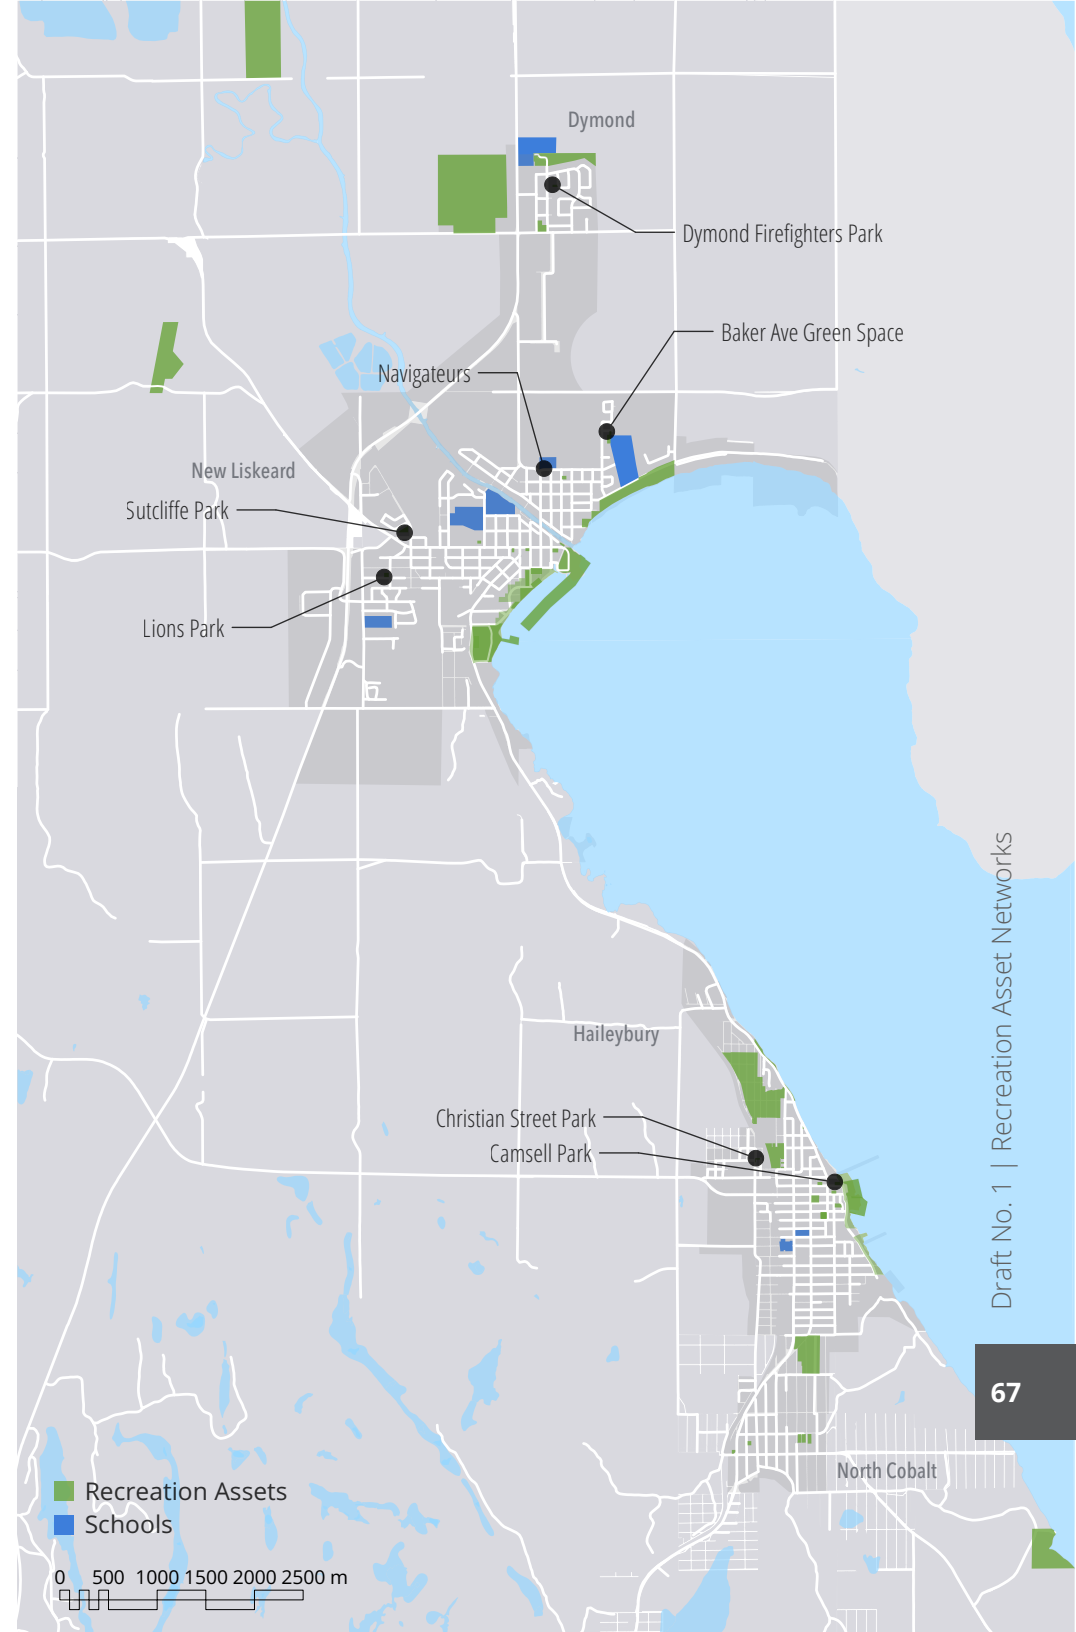 Dymond
Dymond Firefighters Park
Baker Ave Green Space
Navigateurs
New Liskeard
Sutcliffe Park
Lions Park
Haileybury
Christian Street Park
Camsell Park
North Cobalt
Draft No. 1 | Recreation Asset Networks
67
Recreation Assets
Schools
0 500 1000 1500 2000 2500 m